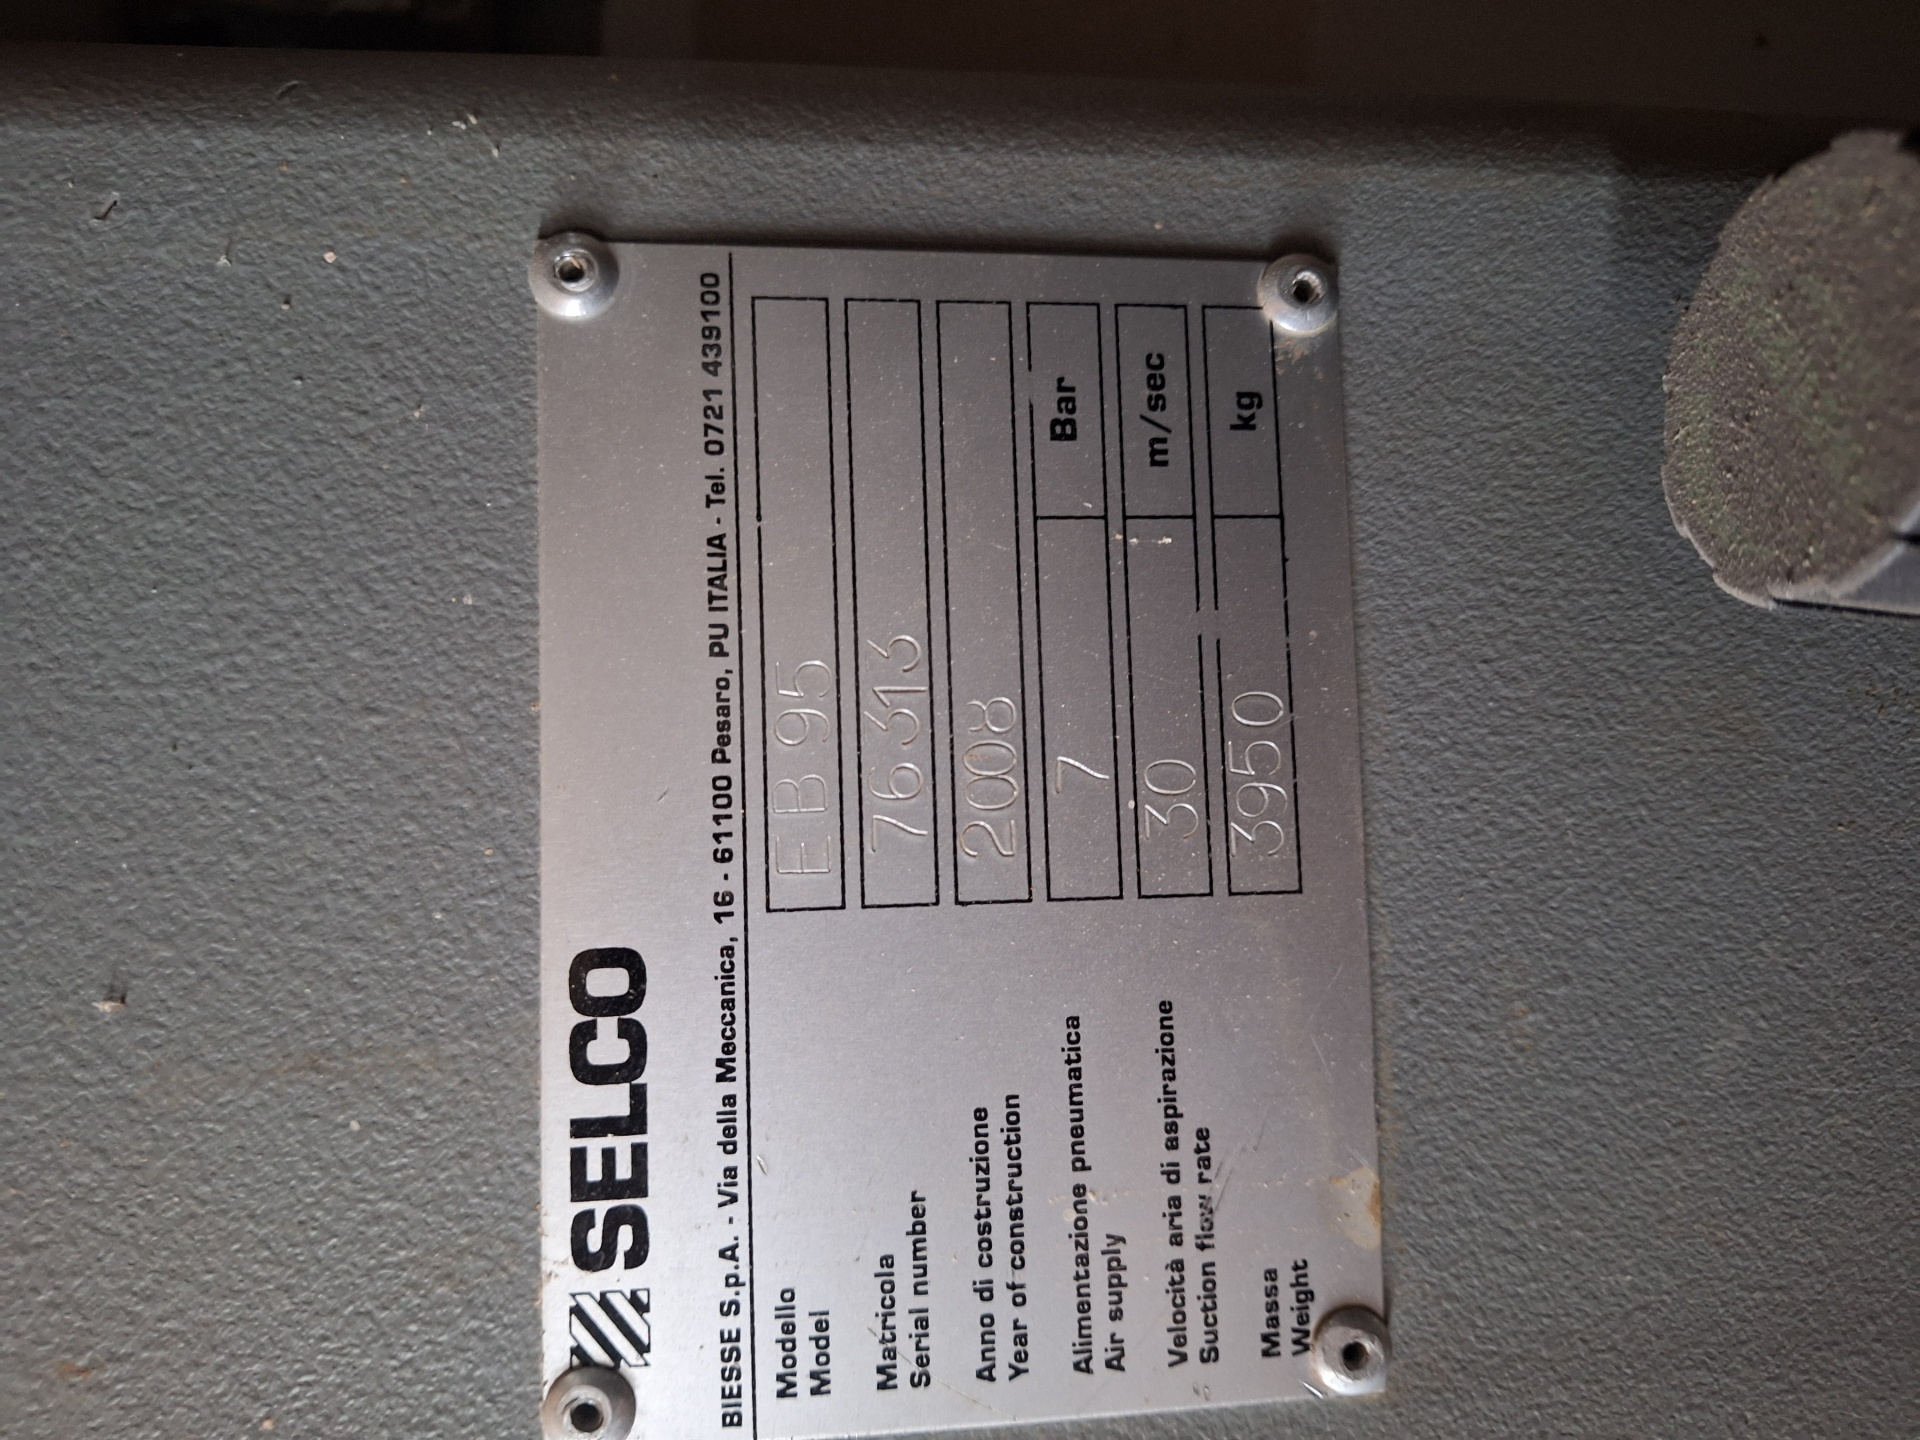 SELCO
BIESSE S.p.A. - Via della Meccanica, 16 - 61100 Pesaro, PU ITALIA - Tel. 0721 439100
Modello
Model
EB 95
Matricola
Serial number
76313
Anno di costruzione
Year of construction
2008
Alimentazione pneumatica
Air supply
7 Bar
Velocità aria di aspirazione
Suction flow rate
30 m/sec
Massa
Weight
3950 kg